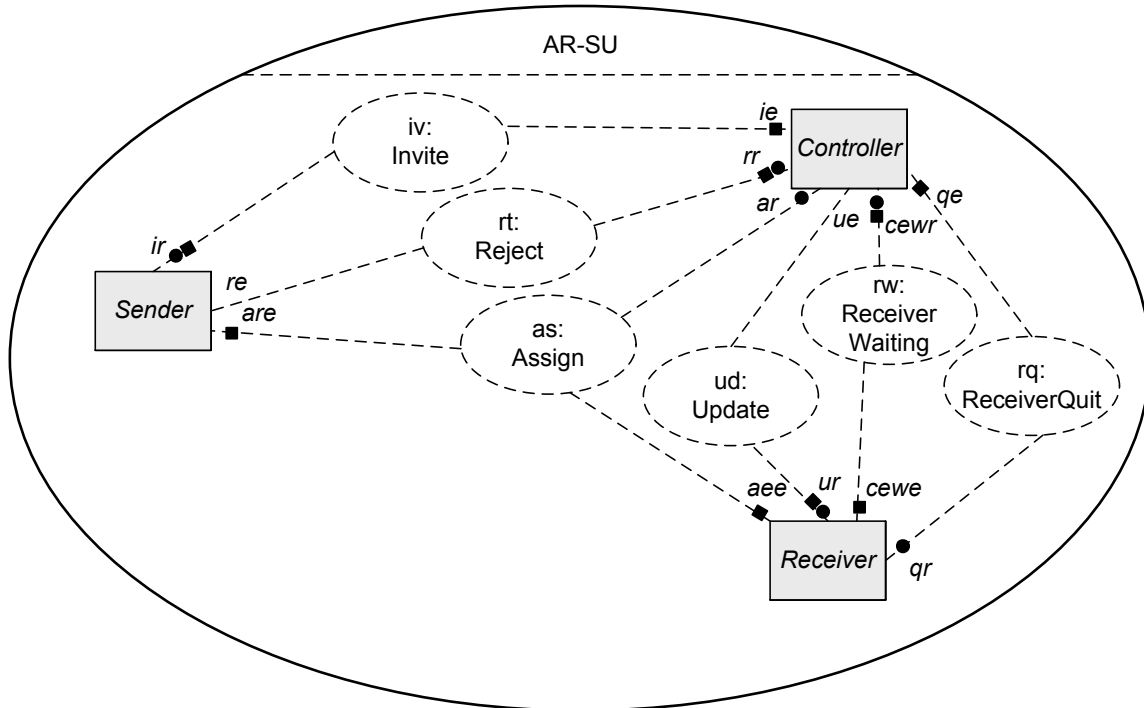 AR-SU
iv:
Invite
ie
Controller
rr
rt:
Reject
ar
ue
cewr
qe
ir
Sender
re
are
as:
Assign
rw:
Receiver
Waiting
ud:
Update
rq:
ReceiverQuit
aee
ur
cewe
Receiver
qr